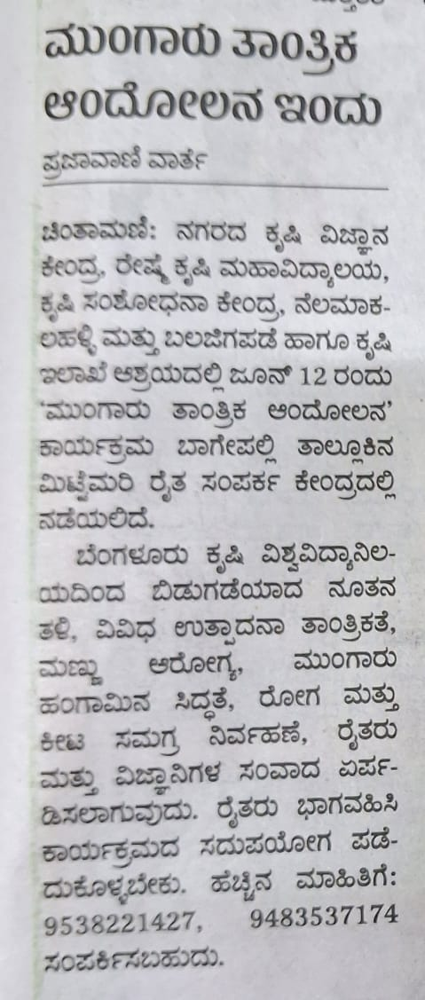 ಮುಂಗಾರು ತಾಂತ್ರಿಕ
ಆಂದೋಲನ ಇಂದು
ಪ್ರಜಾವಾಣಿ ವಾರ್ತೆ
ಚಿಂತಾಮಣಿ: ನಗರದ ಕೃಷಿ ವಿಜ್ಞಾನ
ಕೇಂದ್ರ, ರೇಷ್ಮೆ ಕೃಷಿ ಮಹಾವಿದ್ಯಾಲಯ,
ಕೃಷಿ ಸಂಶೋಧನಾ ಕೇಂದ್ರ, ನೆಲಮಾಕ-
ಲಹಳ್ಳಿ ಮತ್ತು ಬಲಜಿಗಪಡೆ ಹಾಗೂ ಕೃಷಿ
ಇಲಾಖೆ ಆಶ್ರಯದಲ್ಲಿ ಜೂನ್ 12 ರಂದು
‘ಮುಂಗಾರು ತಾಂತ್ರಿಕ ಆಂದೋಲನ’
ಕಾರ್ಯಕ್ರಮ ಬಾಗೇಪಲ್ಲಿ ತಾಲ್ಲೂಕಿನ
ಮಿಟ್ಟೆಮರಿ ರೈತ ಸಂಪರ್ಕ ಕೇಂದ್ರದಲ್ಲಿ
ನಡೆಯಲಿದೆ.
ಬೆಂಗಳೂರು ಕೃಷಿ ವಿಶ್ವವಿದ್ಯಾನಿಲ-
ಯದಿಂದ ಬಿಡುಗಡೆಯಾದ ನೂತನ
ತಳಿ, ವಿವಿಧ ಉತ್ಪಾದನಾ ತಾಂತ್ರಿಕತೆ,
ಮಣ್ಣು ಆರೋಗ್ಯ, ಮುಂಗಾರು
ಹಂಗಾಮಿನ ಸಿದ್ಧತೆ, ರೋಗ ಮತ್ತು
ಕೀಟ ಸಮಗ್ರ ನಿರ್ವಹಣೆ, ರೈತರು
ಮತ್ತು ವಿಜ್ಞಾನಿಗಳ ಸಂವಾದ ಏರ್ಪ-
ಡಿಸಲಾಗುವುದು. ರೈತರು ಭಾಗವಹಿಸಿ
ಕಾರ್ಯಕ್ರಮದ ಸದುಪಯೋಗ ಪಡೆ-
ದುಕೊಳ್ಳಬೇಕು. ಹೆಚ್ಚಿನ ಮಾಹಿತಿಗೆ:
9538221427, 9483537174
ಸಂಪರ್ಕಿಸಬಹುದು.